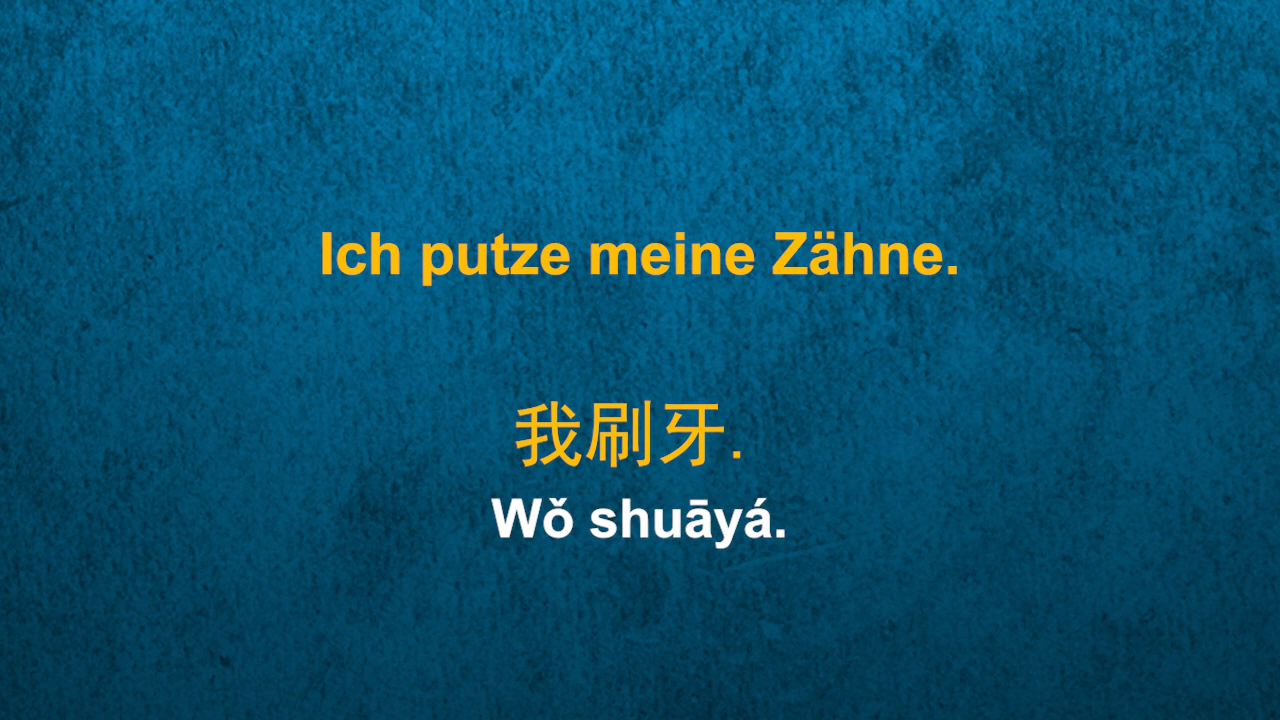 Ich putze meine Zähne.
我刷牙.
Wǒ shuāyá.